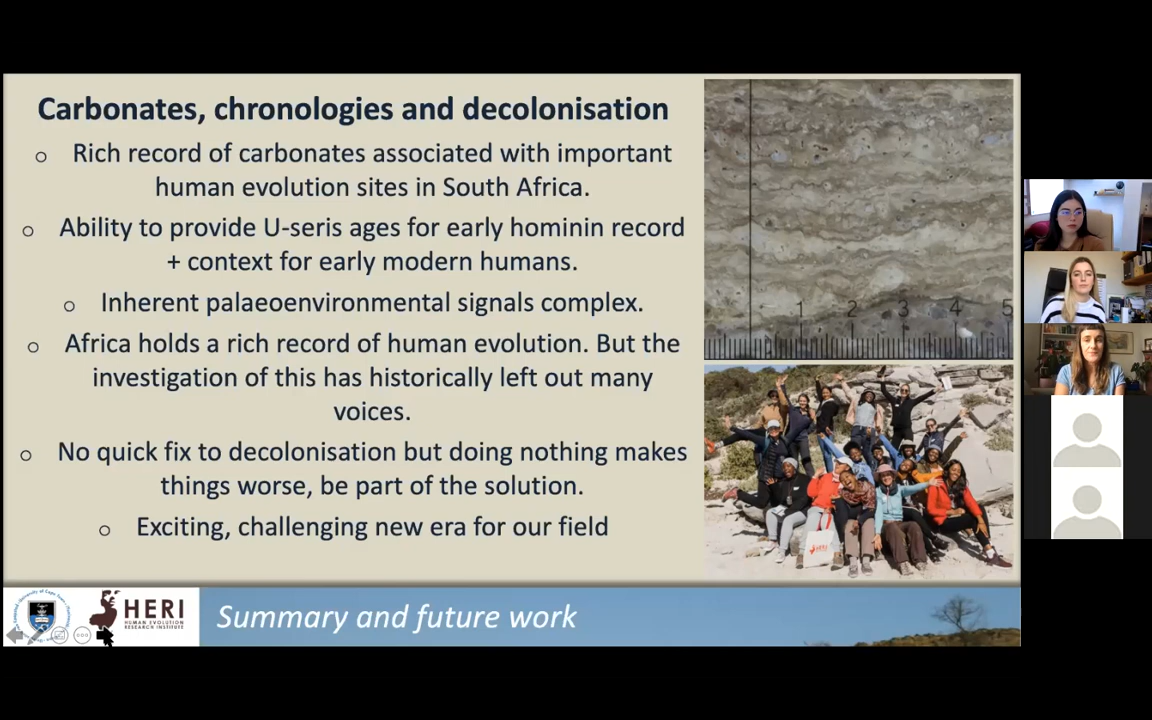 Carbonates, chronologies and decolonisation
Rich record of carbonates associated with important
human evolution sites in South Africa.
Ability to provide U-seris ages for early hominin record
+ context for early modern humans.
Inherent palaeoenvironmental signals complex.
Africa holds a rich record of human evolution. But the
investigation of this has historically left out many
voices.
No quick fix to decolonisation but doing nothing makes
things worse, be part of the solution.
Exciting, challenging new era for our field
1 2 3 4 5
HERI
HUMAN EVOLUTION
RESEARCH INSTITUTE
Summary and future work